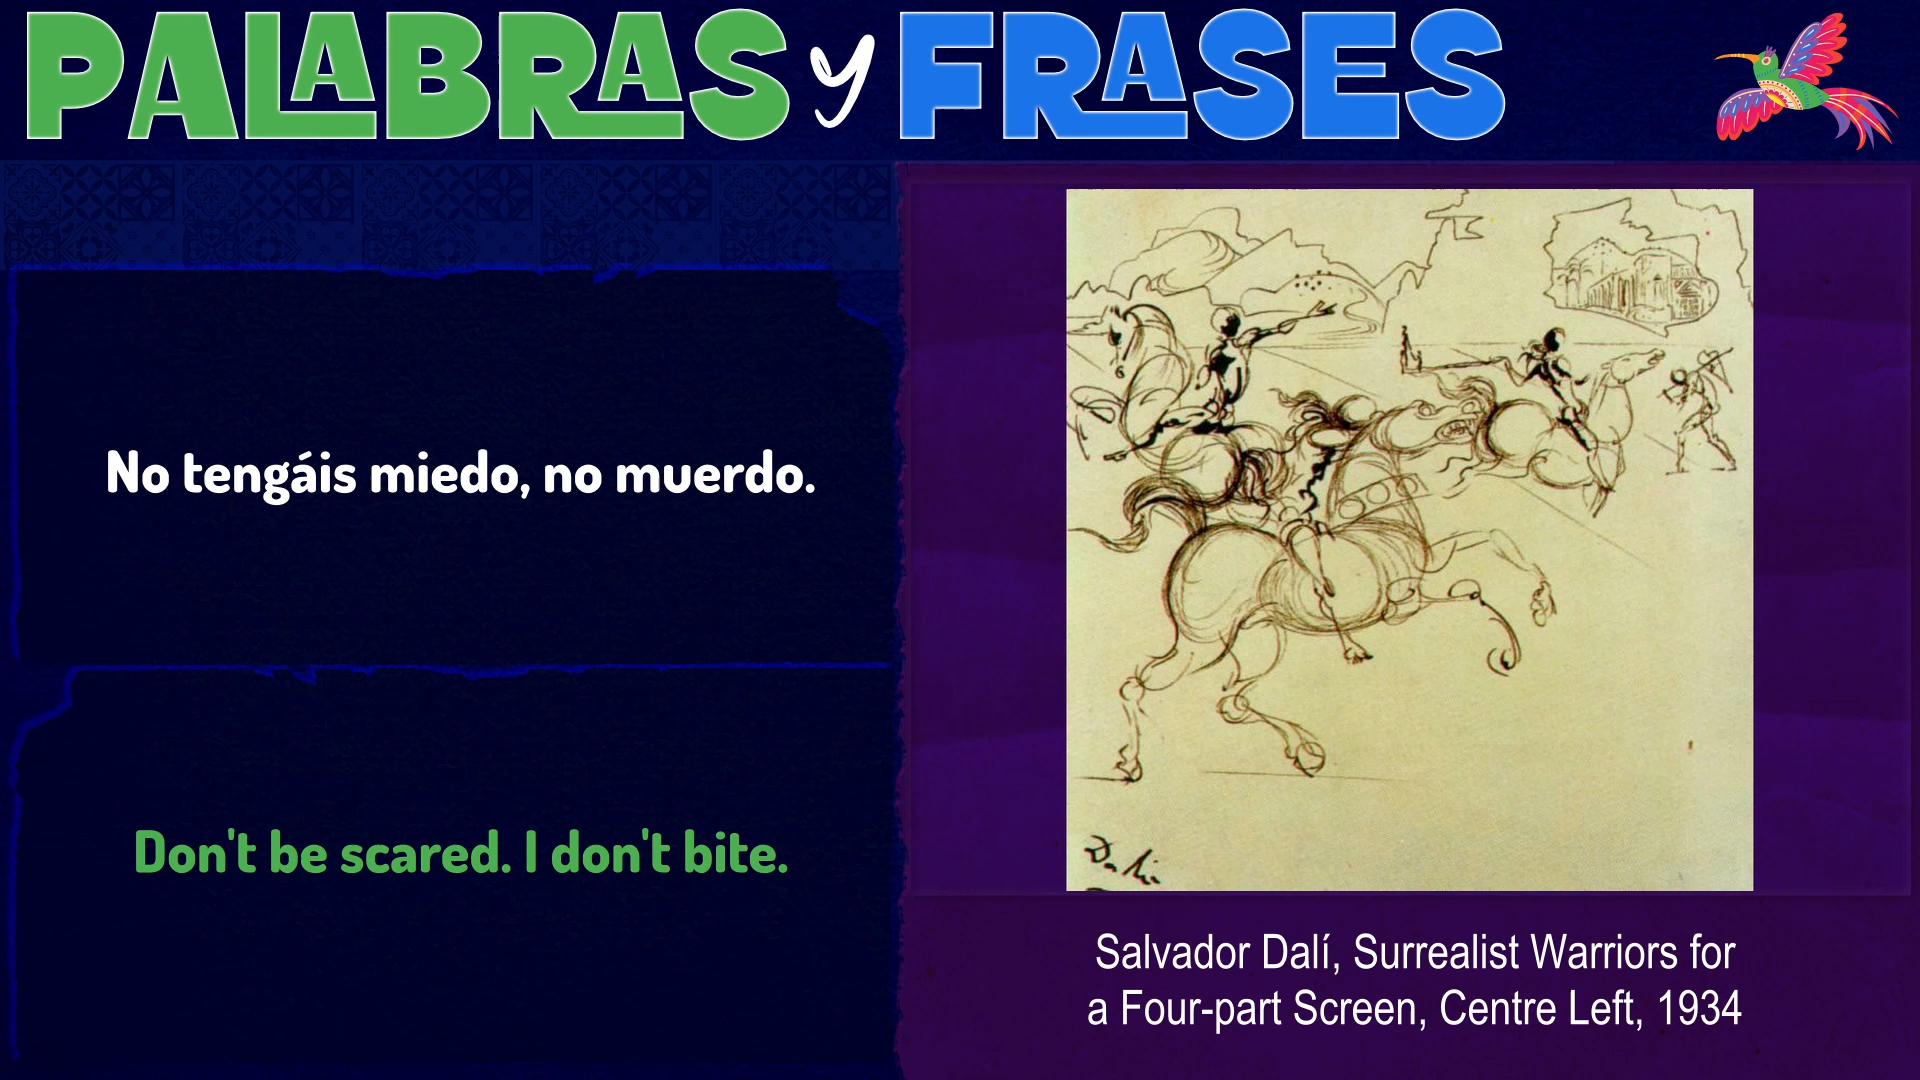 PALABRAS y FRASES
No tengáis miedo, no muerdo.
Don't be scared. I don't bite.
Dalí
Salvador Dalí, Surrealist Warriors for
a Four-part Screen, Centre Left, 1934